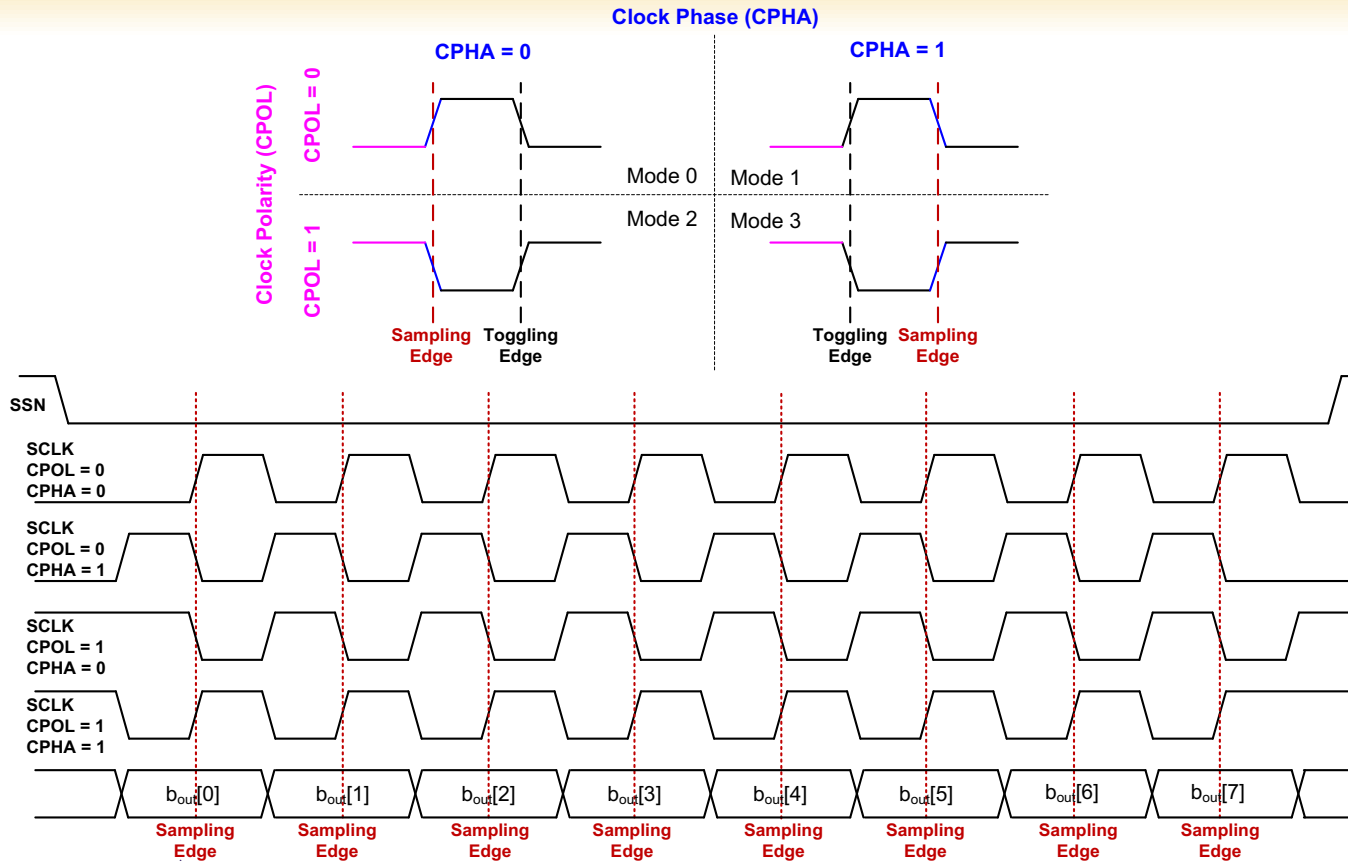 Clock Phase (CPHA)
CPHA = 0
CPHA = 1
Clock Polarity (CPOL)
CPOL = 0
CPOL = 1
Mode 0
Mode 1
Mode 2
Mode 3
Sampling
Edge
Toggling
Edge
Toggling
Edge
Sampling
Edge
SSN
SCLK
CPOL = 0
CPHA = 0
SCLK
CPOL = 0
CPHA = 1
SCLK
CPOL = 1
CPHA = 0
SCLK
CPOL = 1
CPHA = 1
bout[0] bout[1] bout[2] bout[3] bout[4] bout[5] bout[6] bout[7]
Sampling Sampling Sampling Sampling Sampling Sampling Sampling Sampling
Edge Edge Edge Edge Edge Edge Edge Edge